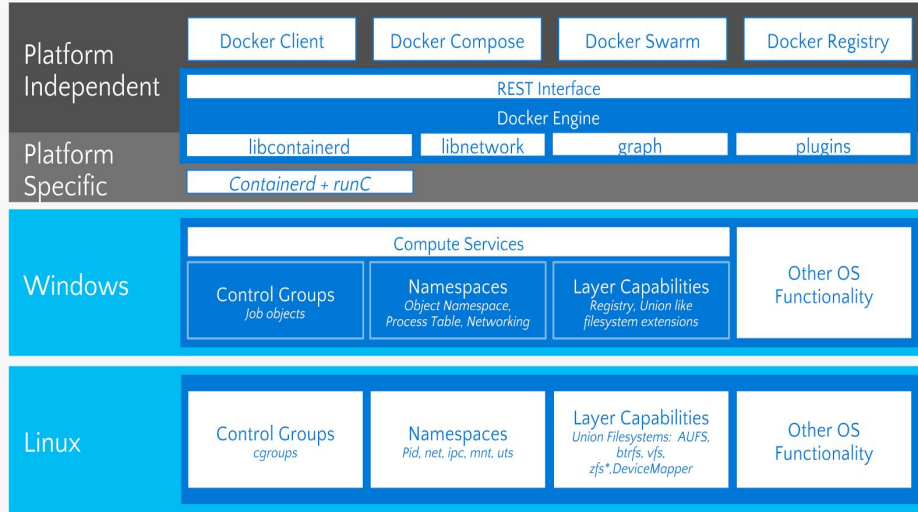 Platform
Independent
Docker Client
Docker Compose
Docker Swarm
Docker Registry
REST Interface
Docker Engine
Platform
Specific
libcontainerd
libnetwork
graph
plugins
Containerd + runC
Windows
Compute Services
Control Groups
Job objects
Namespaces
Object Namespace,
Process Table, Networking
Layer Capabilities
Registry, Union like
filesystem extensions
Other OS
Functionality
Linux
Control Groups
cgroups
Namespaces
Pid, net, ipc, mnt, uts
Layer Capabilities
Union Filesystems: AUFS,
btrfs, vfs,
zfs*,DeviceMapper
Other OS
Functionality